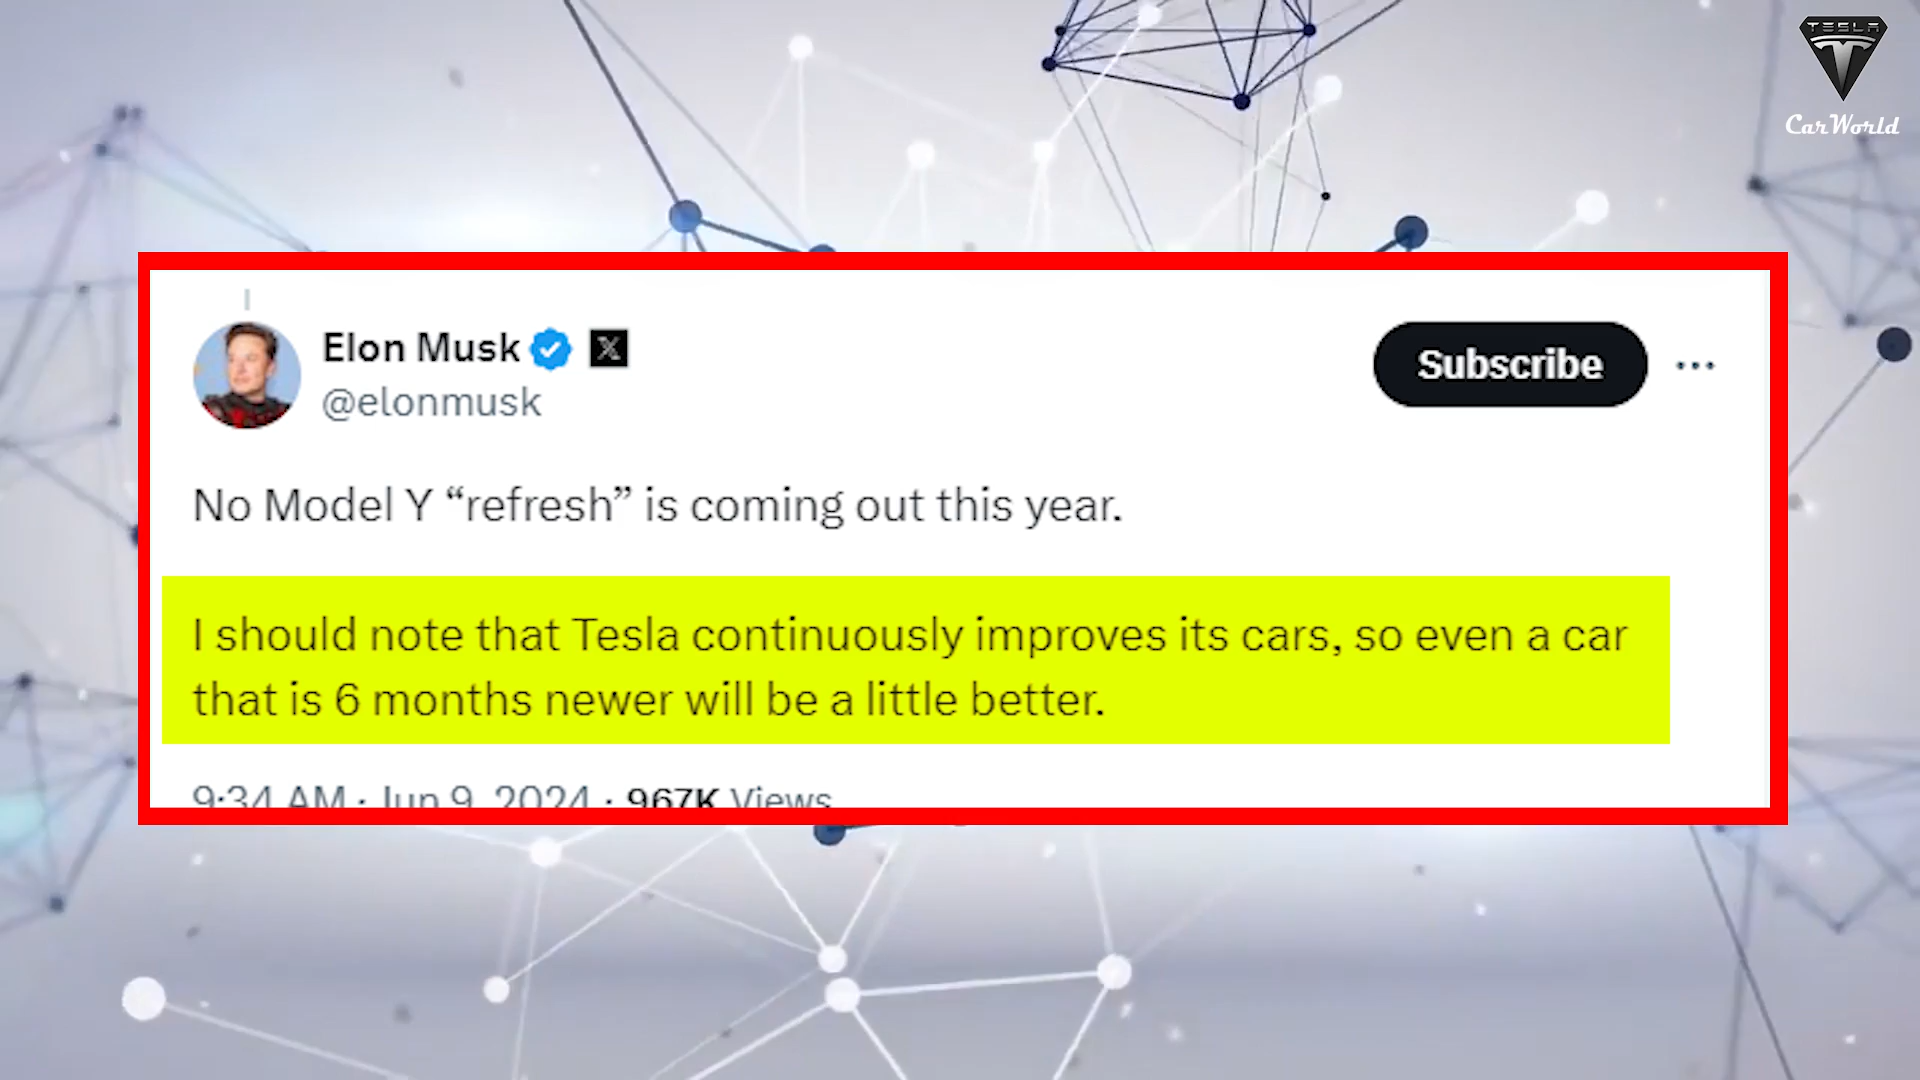 TESLA
CarWorld
Elon Musk
@elonmusk
Subscribe
No Model Y “refresh” is coming out this year.
I should note that Tesla continuously improves its cars, so even a car
that is 6 months newer will be a little better.
9:34 AM · Jun 9, 2024 · 967K Views